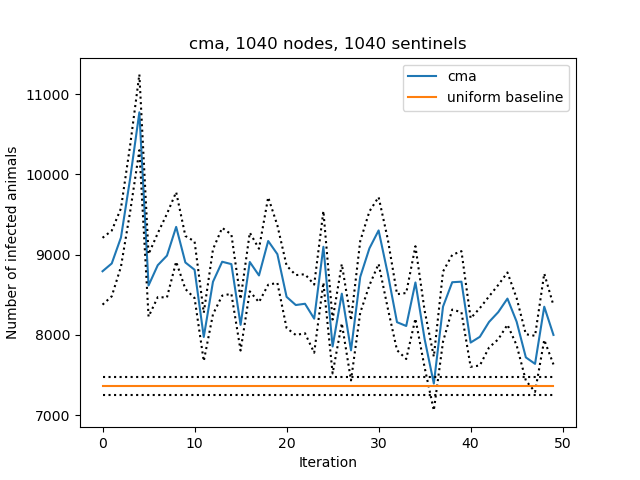 cma, 1040 nodes, 1040 sentinels
cma
uniform baseline
Number of infected animals
11000
10000
9000
8000
7000
0 10 20 30 40 50
Iteration